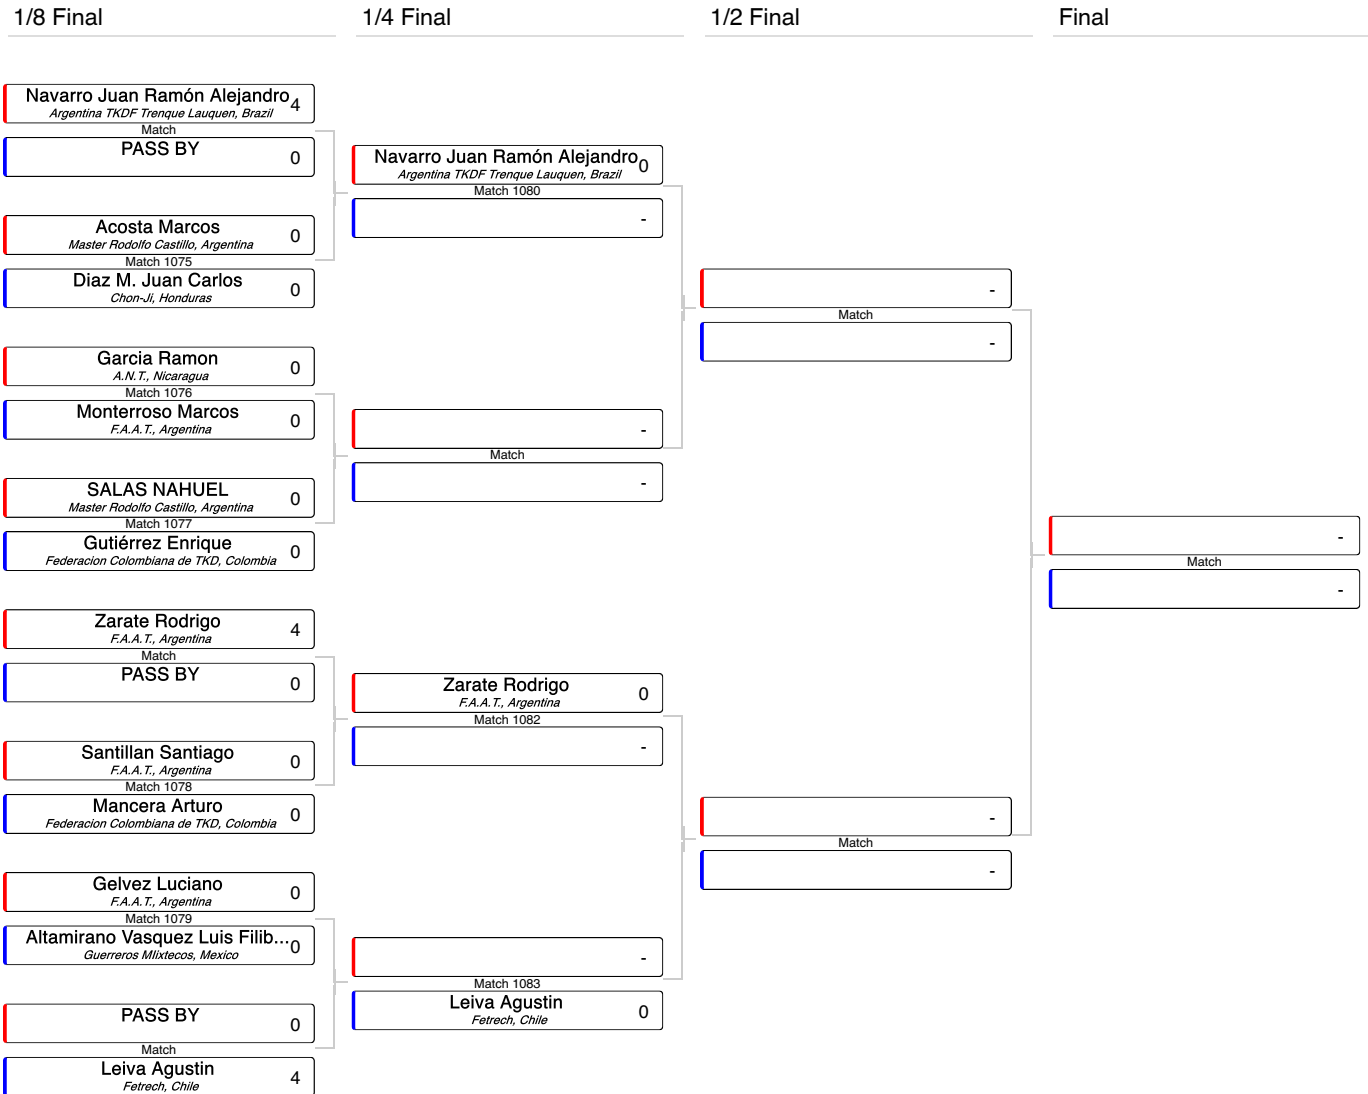 1/8 Final
1/4 Final
1/2 Final
Final
Navarro Juan Ramón Alejandro 4
Argentina TKDF Trenque Lauquen, Brazil
Match
PASS BY 0
Acosta Marcos 0
Master Rodolfo Castillo, Argentina
Match 1075
Diaz M. Juan Carlos 0
Chon-Ji, Honduras
Garcia Ramon 0
A.N.T., Nicaragua
Match 1076
Monterroso Marcos 0
F.A.A.T., Argentina
SALAS NAHUEL 0
Master Rodolfo Castillo, Argentina
Match 1077
Gutiérrez Enrique 0
Federacion Colombiana de TKD, Colombia
Zarate Rodrigo 4
F.A.A.T., Argentina
Match
PASS BY 0
Santillan Santiago 0
F.A.A.T., Argentina
Match 1078
Mancera Arturo 0
Federacion Colombiana de TKD, Colombia
Gelvez Luciano 0
F.A.A.T., Argentina
Match 1079
Altamirano Vasquez Luis Filib... 0
Guerreros MIixtecos, Mexico
PASS BY 0
Match
Leiva Agustin 4
Fetrech, Chile
Navarro Juan Ramón Alejandro 0
Argentina TKDF Trenque Lauquen, Brazil
Match 1080
-
-
Match
-
Zarate Rodrigo 0
F.A.A.T., Argentina
Match 1082
-
-
Match 1083
Leiva Agustin 0
Fetrech, Chile
-
Match
-
-
Match
-
-
Match
-